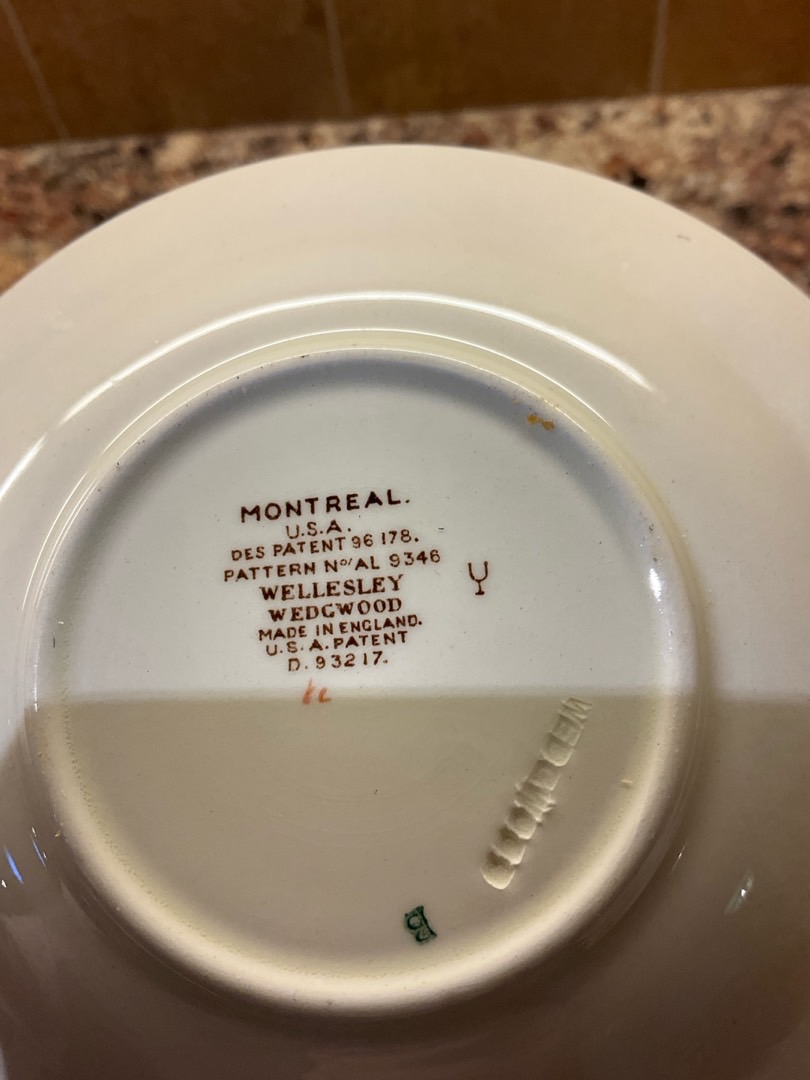 MONTREAL.
U.S.A.
DES PATENT 96 178.
PATTERN Nº/AL 9346
WELLESLEY
WEDGWOOD
MADE IN ENGLAND.
U.S.A. PATENT
D. 93217.
WEDGWOOD